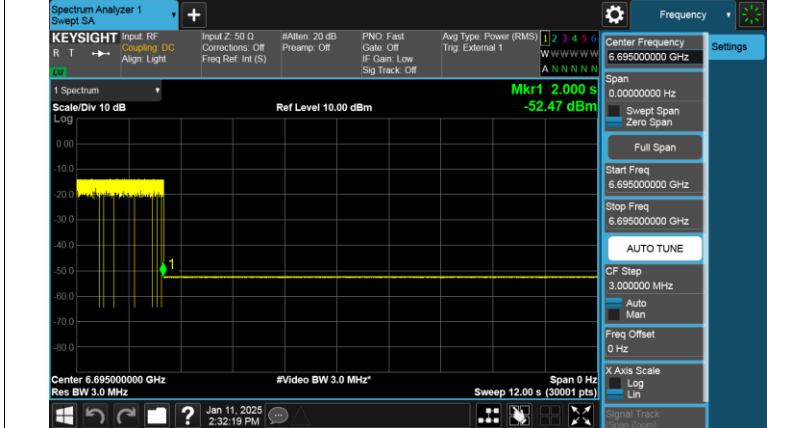 Spectrum Analyzer 1
Swept SA
Frequency
KEYSIGHT
R T
LW
Input: RF
Coupling: DC
Align: Light
Input Z: 50 Ω
Corrections: Off
Freq Ref: Int (S)
#Atten: 20 dB
Preamp: Off
PNO: Fast
Gate: Off
IF Gain: Low
Sig Track: Off
Avg Type: Power (RMS)
Trig: External 1
1 2 3 4 5 6
W W W W W W
A N N N N N
1 Spectrum
Scale/Div 10 dB
Log
Ref Level 10.00 dBm
Mkr1 2.000 s
-52.47 dBm
0.00
-10.0
-20.0
-30.0
-40.0
-50.0
-60.0
-70.0
-80.0
1
Center 6.695000000 GHz
Res BW 3.0 MHz
#Video BW 3.0 MHz*
Span 0 Hz
Sweep 12.00 s (30001 pts)
Jan 11, 2025
2:32:19 PM
Center Frequency
6.695000000 GHz
Settings
Span
0.00000000 Hz
Swept Span
Zero Span
Full Span
Start Freq
6.695000000 GHz
Stop Freq
6.695000000 GHz
AUTO TUNE
CF Step
3.000000 MHz
Auto
Man
Freq Offset
0 Hz
X Axis Scale
Log
Lin
Signal Track
(Span Zoom)